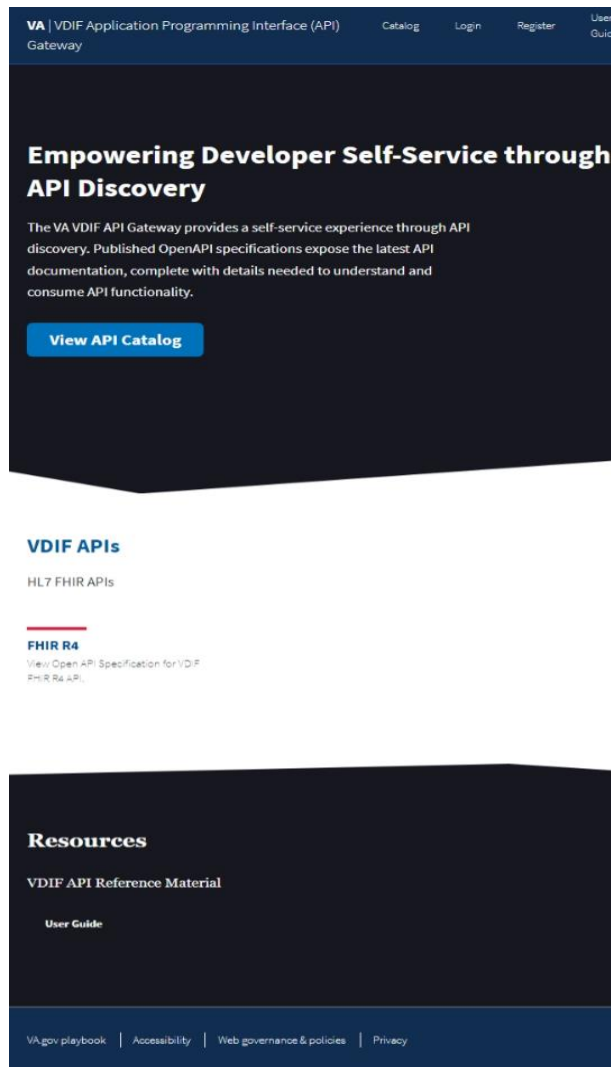 VA | VDIF Application Programming Interface (API)
Gateway
Catalog
Login
Register
User
Guid
Empowering Developer Self-Service through
API Discovery
The VA VDIF API Gateway provides a self-service experience through API
discovery. Published OpenAPI specifications expose the latest API
documentation, complete with details needed to understand and
consume API functionality.
View API Catalog
VDIF APIs
HL7 FHIR APIs
FHIR R4
View Open API Specification for VDIF
FHIR R4 API.
Resources
VDIF API Reference Material
User Guide
VA.gov playbook | Accessibility | Web governance & policies | Privacy